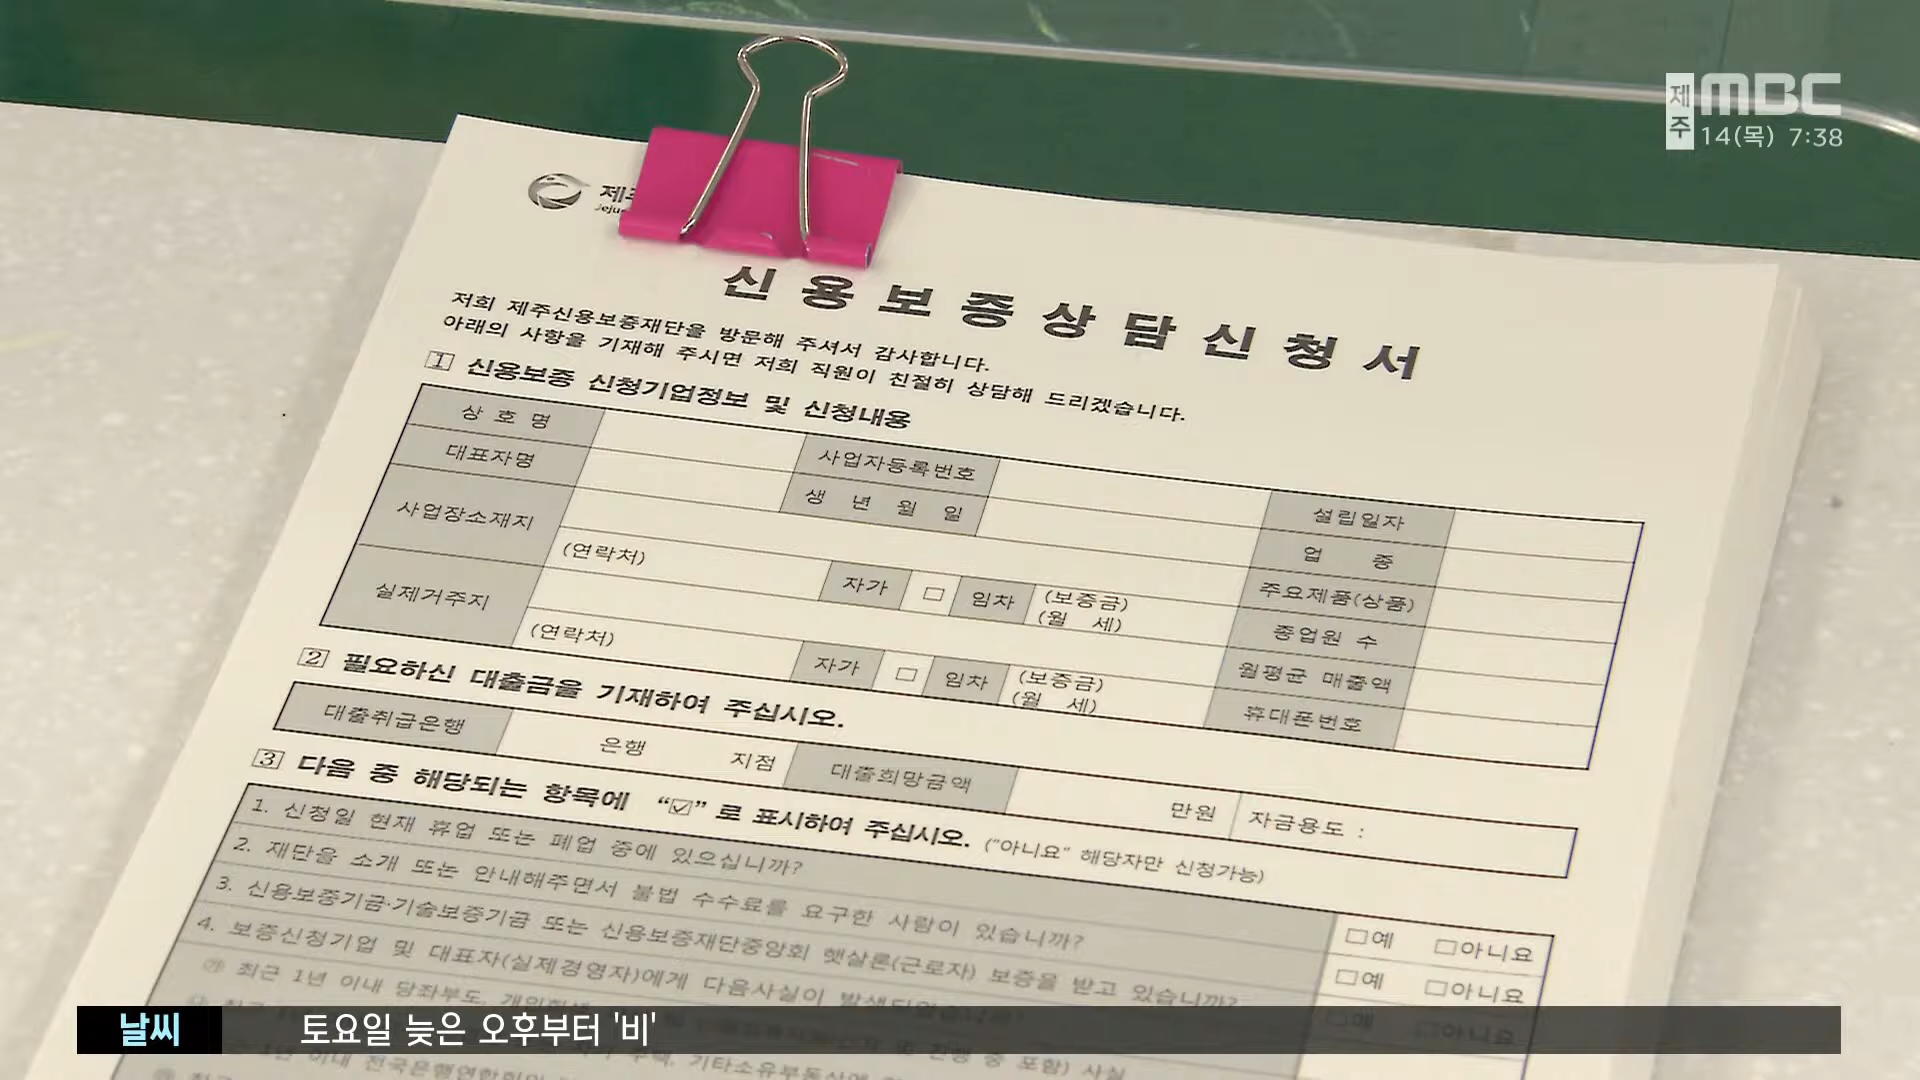 제주 MBC
14(목) 7:38
신용보증상담신청서
저희 제주신용보증재단을 방문해 주셔서 감사합니다.
아래의 사항을 기재해 주시면 저희 직원이 친절히 상담해 드리겠습니다.
1 신용보증 신청기업정보 및 신청내용
상 호 명 사업자등록번호 설립일자
대표자명 생 년 월 일 업 종
사업장소재지 주요제품(상품)
(연락처) 자가 □ 임차 (보증금) 종업원 수
(월 세)
실제거주지 월평균 매출액
(연락처) 자가 □ 임차 (보증금) 휴대폰번호
(월 세)
2 필요하신 대출금을 기재하여 주십시오.
대출취급은행 은행 지점 대출희망금액 만원 자금용도 :
3 다음 중 해당되는 항목에 “☑” 로 표시하여 주십시오. ("아니요" 해당자만 신청가능)
1. 신청일 현재 휴업 또는 폐업 중에 있으십니까? □예 □아니요
2. 재단을 소개 또는 안내해주면서 불법 수수료를 요구한 사람이 있습니까? □예 □아니요
3. 신용보증기금·기술보증기금 또는 신용보증재단중앙회 햇살론(근로자) 보증을 받고 있습니까? □예 □아니요
4. 보증신청기업 및 대표자(실제경영자)에게 다음사실이 발생되었습니까?
㉮ 최근 1년 이내 당좌부도,
날씨 토요일 늦은 오후부터 '비'